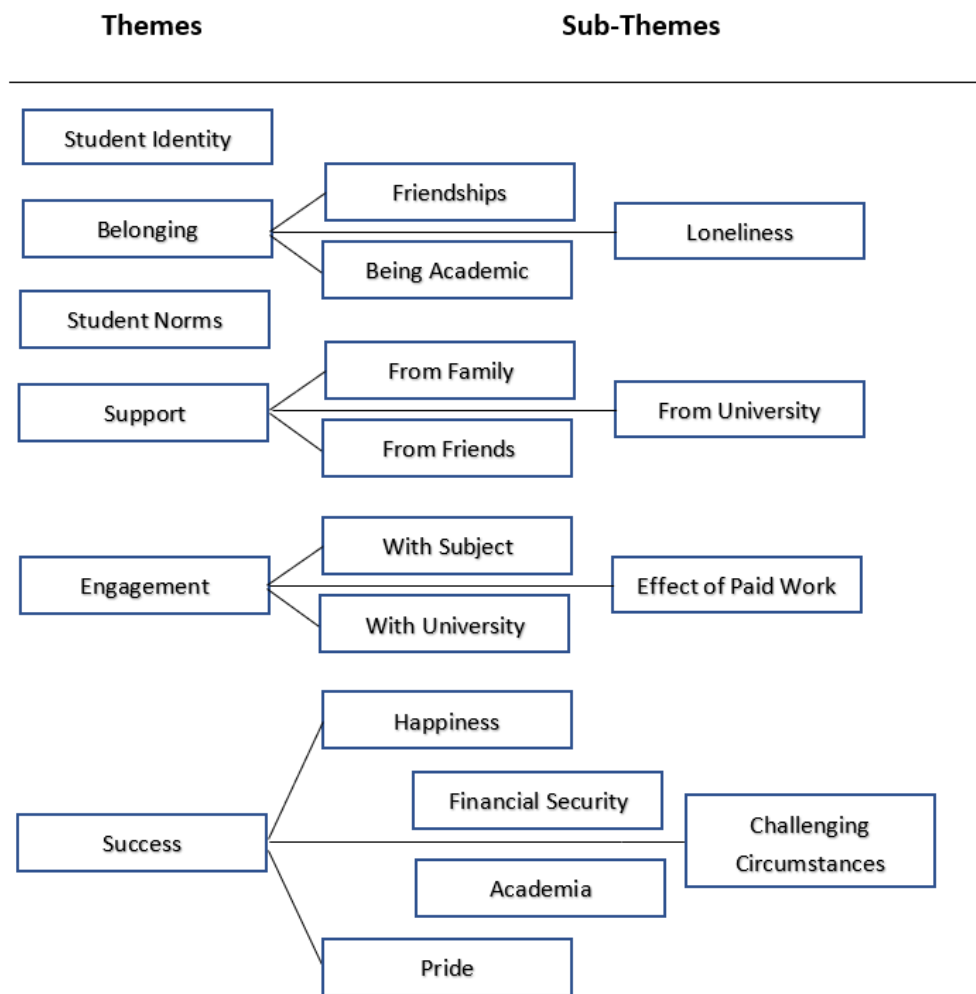 Themes
Sub-Themes
Student Identity
Friendships
Belonging
Loneliness
Being Academic
Student Norms
From Family
Support
From University
From Friends
With Subject
Engagement
Effect of Paid Work
With University
Happiness
Financial Security
Success
Challenging
Circumstances
Academia
Pride